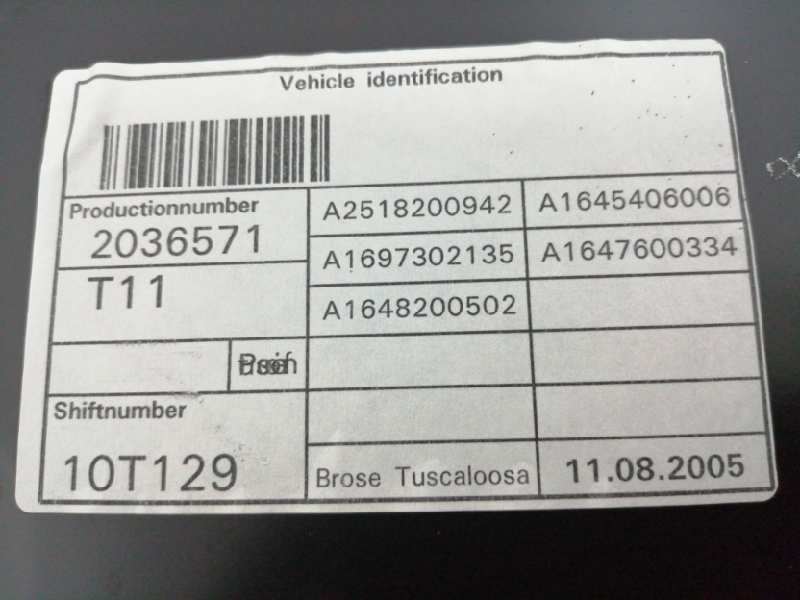 Vehicle identification
Productionnumber
2036571
T11
Shiftnumber
10T129
A2518200942
A1645406006
A1697302135
A1647600334
A1648200502
Brose Tuscaloosa
11.08.2005